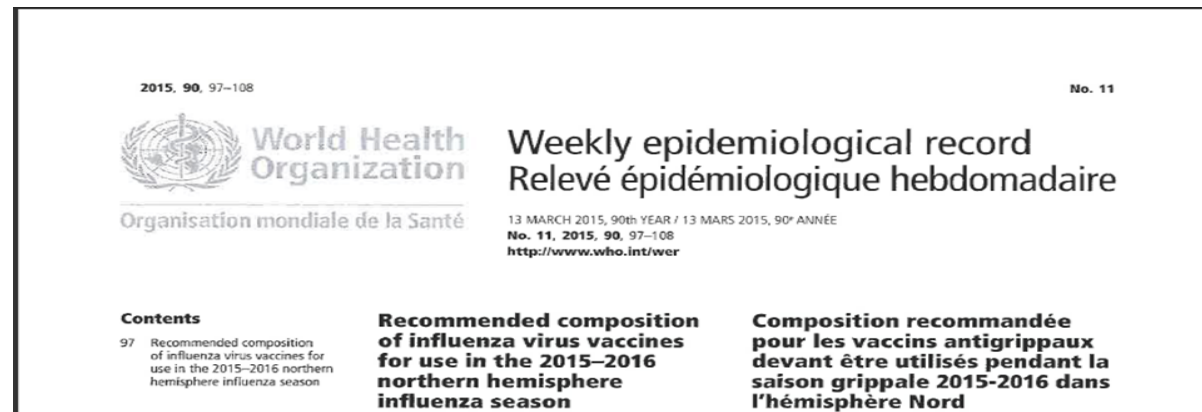 2015, 90, 97–108
No. 11
World Health
Organization
Organisation mondiale de la Santé
Weekly epidemiological record
Relevé épidémiologique hebdomadaire
13 MARCH 2015, 90th YEAR / 13 MARS 2015, 90e ANNÉE
No. 11, 2015, 90, 97–108
http://www.who.int/wer
Contents
97 Recommended composition
of influenza virus vaccines for
use in the 2015–2016 northern
hemisphere influenza season
Recommended composition
of influenza virus vaccines
for use in the 2015–2016
northern hemisphere
influenza season
Composition recommandée
pour les vaccins antigrippaux
devant être utilisés pendant la
saison grippale 2015-2016 dans
l'hémisphère Nord